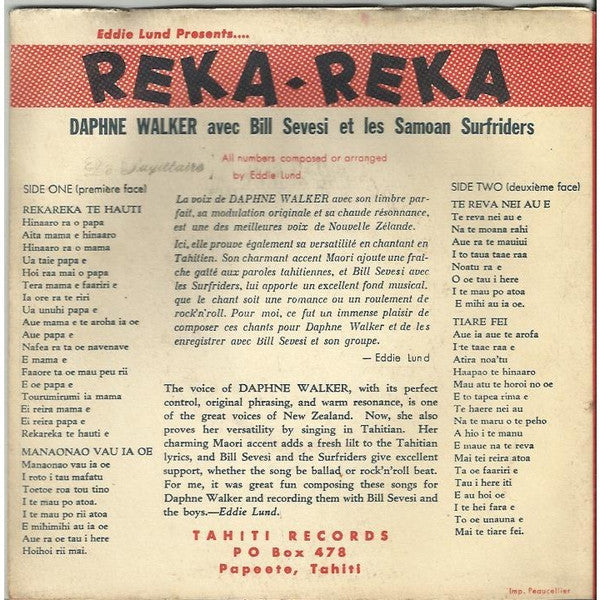 Eddie Lund Presents....
REKA-REKA
DAPHNE WALKER avec Bill Sevesi et les Samoan Surfriders
All numbers composed or arranged
by Eddie Lund.
SIDE ONE (première face)
REKAREKA TE HAUTI
Hinaaro ra o papa
Aita mama e hinaaro
Hinaaro ra o mama
Ua taie papa e
Hoi raa mai o papa
Tera mama e faariri e
Ia ore ra te riri
Ua unuhi papa e
Aue mama e te aroha ia oe
Aue papa e
Nafea ra ta oe navenave
E mama e
Faaore ta oe mau peu rii
E oe papa e
Tourumirumi ia mama
Ei reira mama e
Ei reira papa e
Rekareka te hauti e
MANAONAO VAU IA OE
Manaonao vau ia oe
I roto i tau mafatu
Toetoe roa tou tino
I te mau po atoa.
I te mau po rii atoa
E mihimihi au ia oe
Aue ra oe tau i here
Hoihoi rii mai.
La voix de DAPHNE WALKER avec son timbre par-
fait, sa modulation originale et sa chaude résonnance,
est une des meilleures voix de Nouvelle Zélande.
Ici, elle prouve également sa versatilité en chantant en
Tahitien. Son charmant accent Maori ajoute une fraî-
che gaîté aux paroles tahitiennes, et Bill Sevesi avec
les Surfriders, lui apporte un excellent fond musical.
que le chant soit une romance ou un roulement de
rock'n'roll. Pour moi, ce fut un immense plaisir de
composer ces chants pour Daphne Walker et de les
enregistrer avec Bill Sevesi et son groupe.
— Eddie Lund
The voice of DAPHNE WALKER, with its perfect
control, original phrasing, and warm resonance, is one
of the great voices of New Zealand. Now, she also
proves her versatility by singing in Tahitian. Her
charming Maori accent adds a fresh lilt to the Tahitian
lyrics, and Bill Sevesi and the Surfriders give excellent
support, whether the song be ballad or rock'n'roll beat.
For me, it was great fun composing these songs for
Daphne Walker and recording them with Bill Sevesi and
the boys.—Eddie Lund.
SIDE TWO (deuxième face)
TE REVA NEI AU E
Te reva nei au e
Na te moana rahi
Aue ra te mauiui
I to taua taae raa
Noatu ra e
O oe tau i here
I te mau po atoa
E mihi au ia oe.
TIARE FEI
Aue ia aue te arofa
I te taae raa e
Atira noa'tu
Haapao te hinaaro
Mau atu te horoi no oe
E to tapea rima e
Te haere nei au
Na te maru o te peho
A hio i te manu
E maue na te reva
Mai tei reira atoa
Ta oe faariri e
Tau i here iti
E au hoi oe
I te hei fara e
To oe unauna e
Mai te tiare fei.
TAHITI RECORDS
PO Box 478
Papeete, Tahiti
Imp. Peaucellier